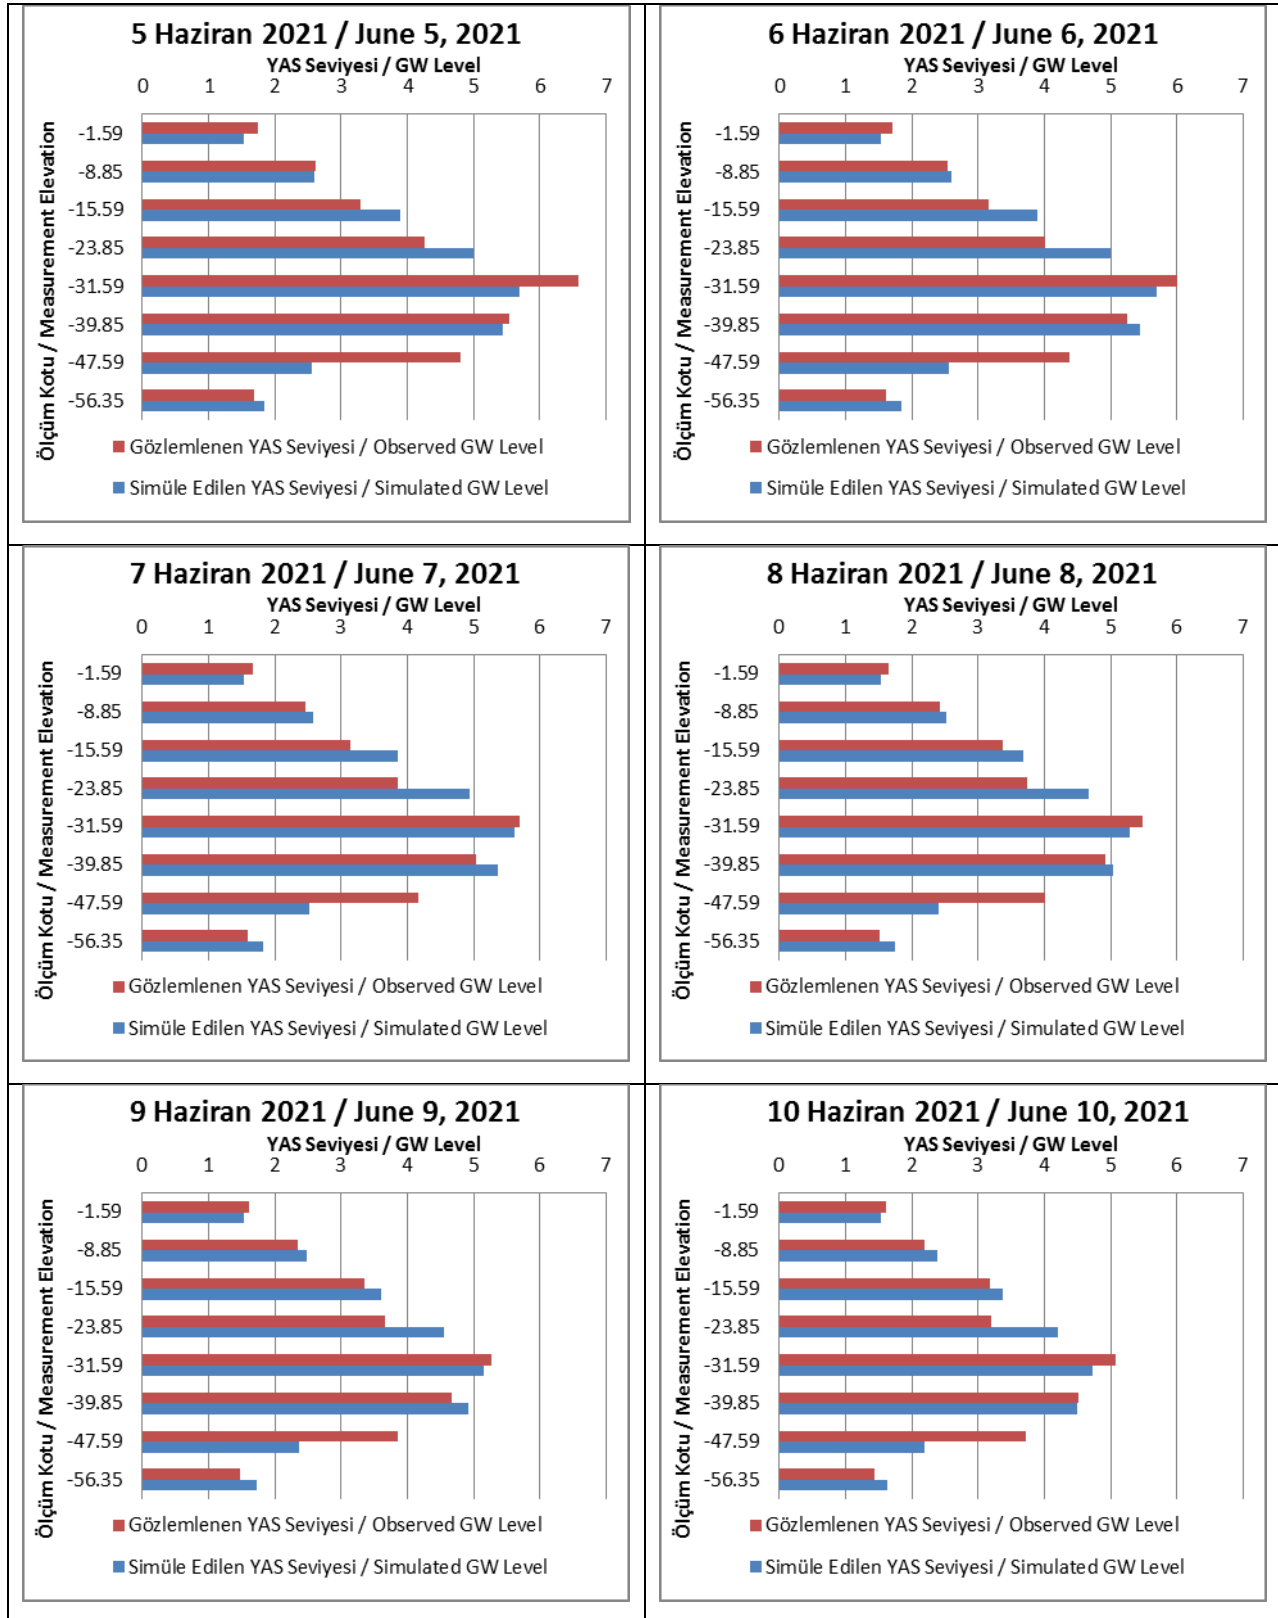 5 Haziran 2021 / June 5, 2021
YAS Seviyesi / GW Level
0 1 2 3 4 5 6 7
Ölçüm Kotu / Measurement Elevation
-1.59
-8.85
-15.59
-23.85
-31.59
-39.85
-47.59
-56.35
Gözlemlenen YAS Seviyesi / Observed GW Level
Simüle Edilen YAS Seviyesi / Simulated GW Level
6 Haziran 2021 / June 6, 2021
YAS Seviyesi / GW Level
0 1 2 3 4 5 6 7
Ölçüm Kotu / Measurement Elevation
-1.59
-8.85
-15.59
-23.85
-31.59
-39.85
-47.59
-56.35
Gözlemlenen YAS Seviyesi / Observed GW Level
Simüle Edilen YAS Seviyesi / Simulated GW Level
7 Haziran 2021 / June 7, 2021
YAS Seviyesi / GW Level
0 1 2 3 4 5 6 7
Ölçüm Kotu / Measurement Elevation
-1.59
-8.85
-15.59
-23.85
-31.59
-39.85
-47.59
-56.35
Gözlemlenen YAS Seviyesi / Observed GW Level
Simüle Edilen YAS Seviyesi / Simulated GW Level
8 Haziran 2021 / June 8, 2021
YAS Seviyesi / GW Level
0 1 2 3 4 5 6 7
Ölçüm Kotu / Measurement Elevation
-1.59
-8.85
-15.59
-23.85
-31.59
-39.85
-47.59
-56.35
Gözlemlenen YAS Seviyesi / Observed GW Level
Simüle Edilen YAS Seviyesi / Simulated GW Level
9 Haziran 2021 / June 9, 2021
YAS Seviyesi / GW Level
0 1 2 3 4 5 6 7
Ölçüm Kotu / Measurement Elevation
-1.59
-8.85
-15.59
-23.85
-31.59
-39.85
-47.59
-56.35
Gözlemlenen YAS Seviyesi / Observed GW Level
Simüle Edilen YAS Seviyesi / Simulated GW Level
10 Haziran 2021 / June 10, 2021
YAS Seviyesi / GW Level
0 1 2 3 4 5 6 7
Ölçüm Kotu / Measurement Elevation
-1.59
-8.85
-15.59
-23.85
-31.59
-39.85
-47.59
-56.35
Gözlemlenen YAS Seviyesi / Observed GW Level
Simüle Edilen YAS Seviyesi / Simulated GW Level